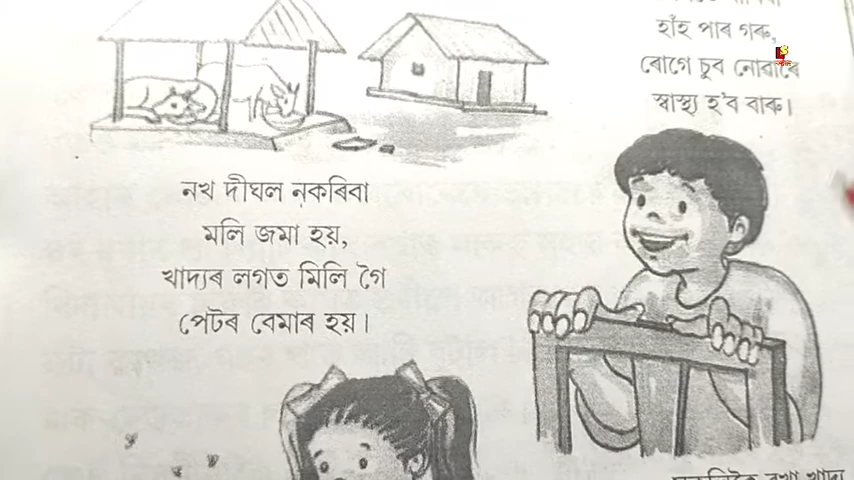 হাঁহ পাৰ গৰু,
ৰোগে চুব নোৱাৰে
স্বাস্থ্য হ'ব বাৰু।
নখ দীঘল নকৰিবা
মলি জমা হয়,
খাদ্যৰ লগত মিলি গৈ
পেটৰ বেমাৰ হয়।